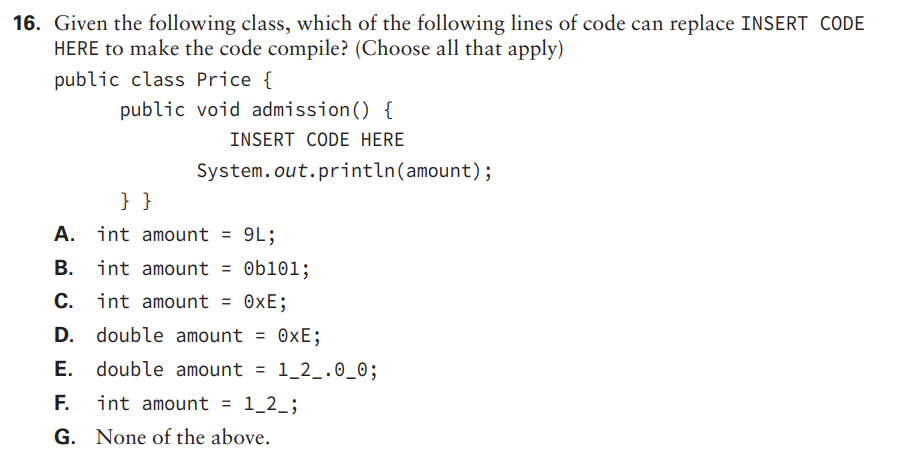 16. Given the following class, which of the following lines of code can replace INSERT CODE
HERE to make the code compile? (Choose all that apply)
public class Price {
public void admission() {
INSERT CODE HERE
System.out.println(amount);
} }
A. int amount = 9L;
B. int amount = 0b101;
C. int amount = 0xE;
D. double amount = 0xE;
E. double amount = 1_2_.0_0;
F. int amount = 1_2_;
G. None of the above.